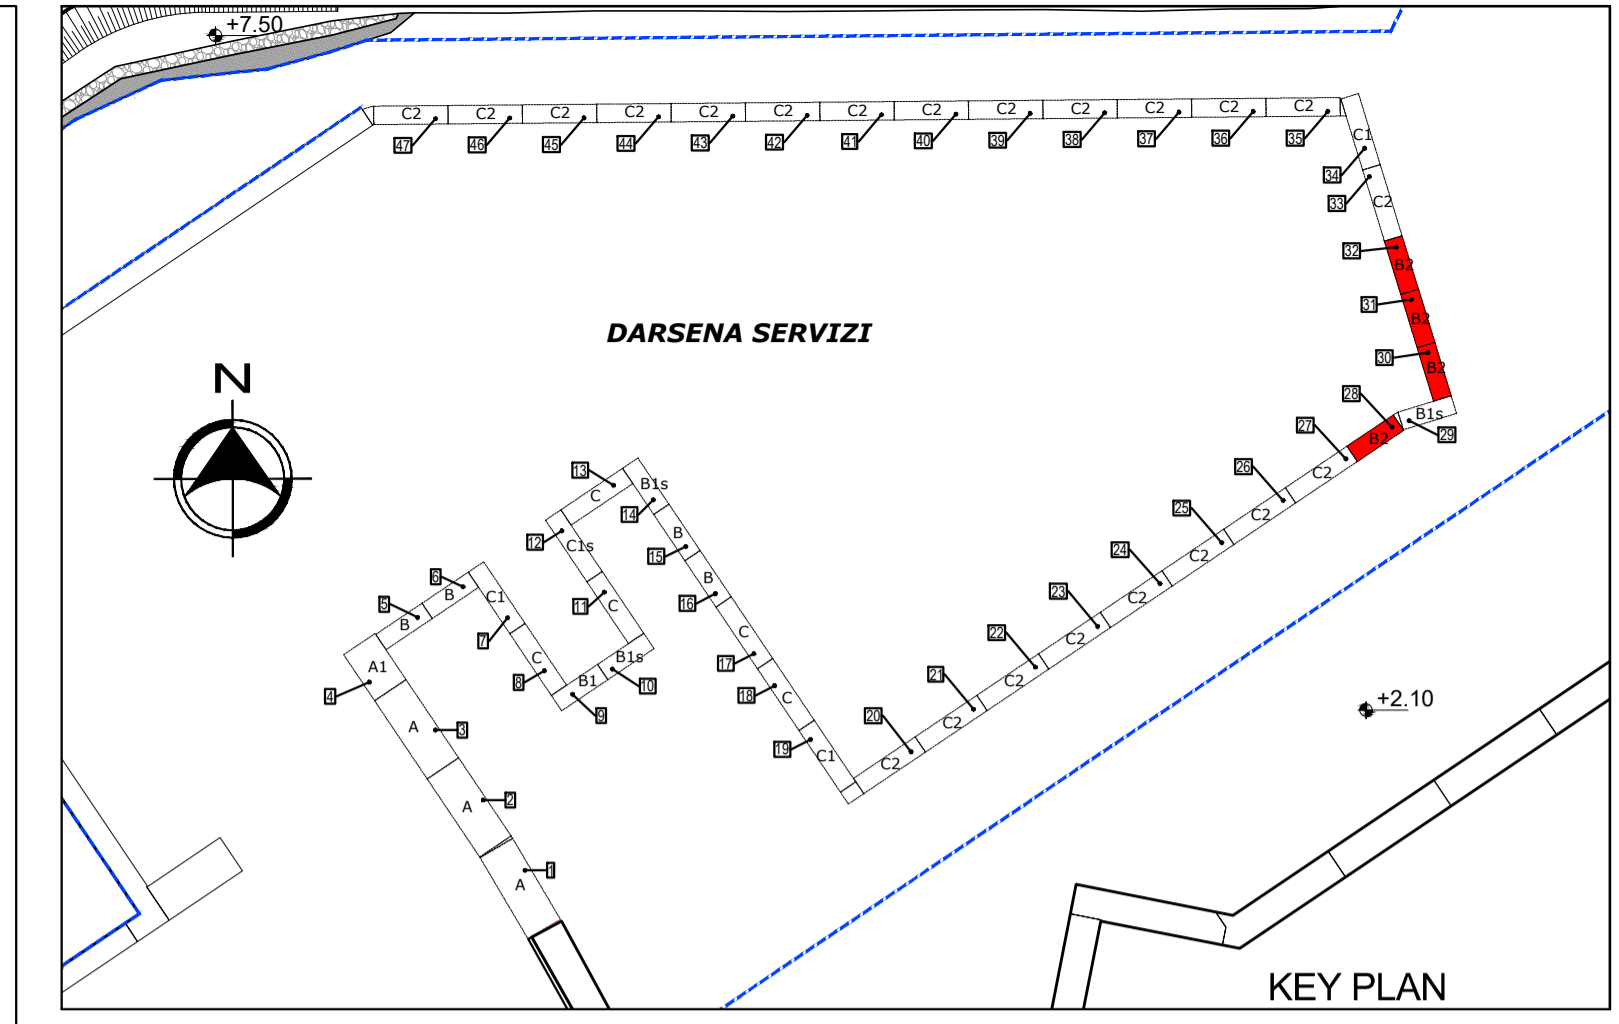 +7.50
C2 C2 C2 C2 C2 C2 C2 C2 C2 C2 C2 C2 C2
47 46 45 44 43 42 41 40 39 38 37 36 35
C1
34
33
C2
32
B2
31
B2
30
B2
DARSENA SERVIZI
N
28
B1s
29
27
B2
26
C2
25
C2
24
C2
23
C2
22
C2
21
C2
20
C2
C2
13
C
B1s
14
12
C1s
B
15
B
16
11
C
C
17
18
C
19
C1
6
B
5
B
C1
7
C
8
B1s
10
B1
9
A1
4
A
3
A
2
A
1
+2.10
KEY PLAN